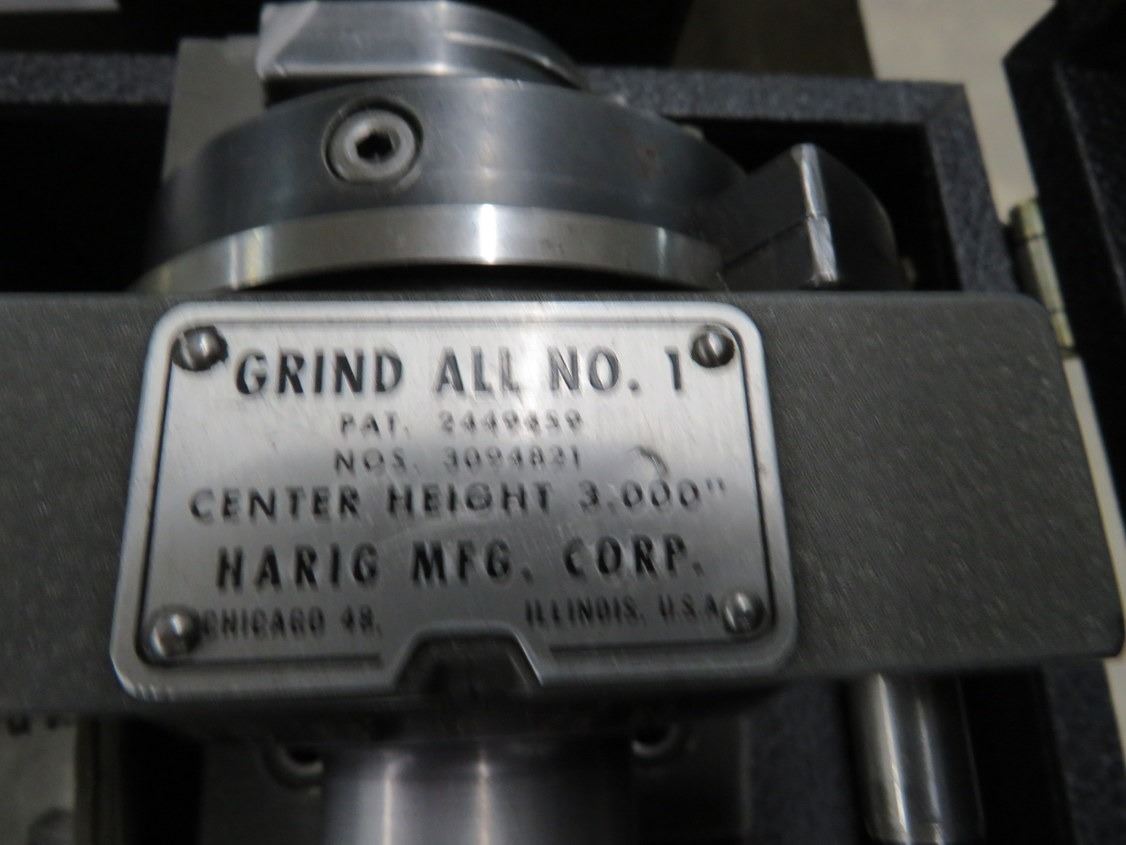 GRIND ALL NO. 1
PAT. 2449459
NOS. 3094821
CENTER HEIGHT 3.000"
HARIG MFG. CORP.
CHICAGO 48, ILLINOIS, U.S.A.